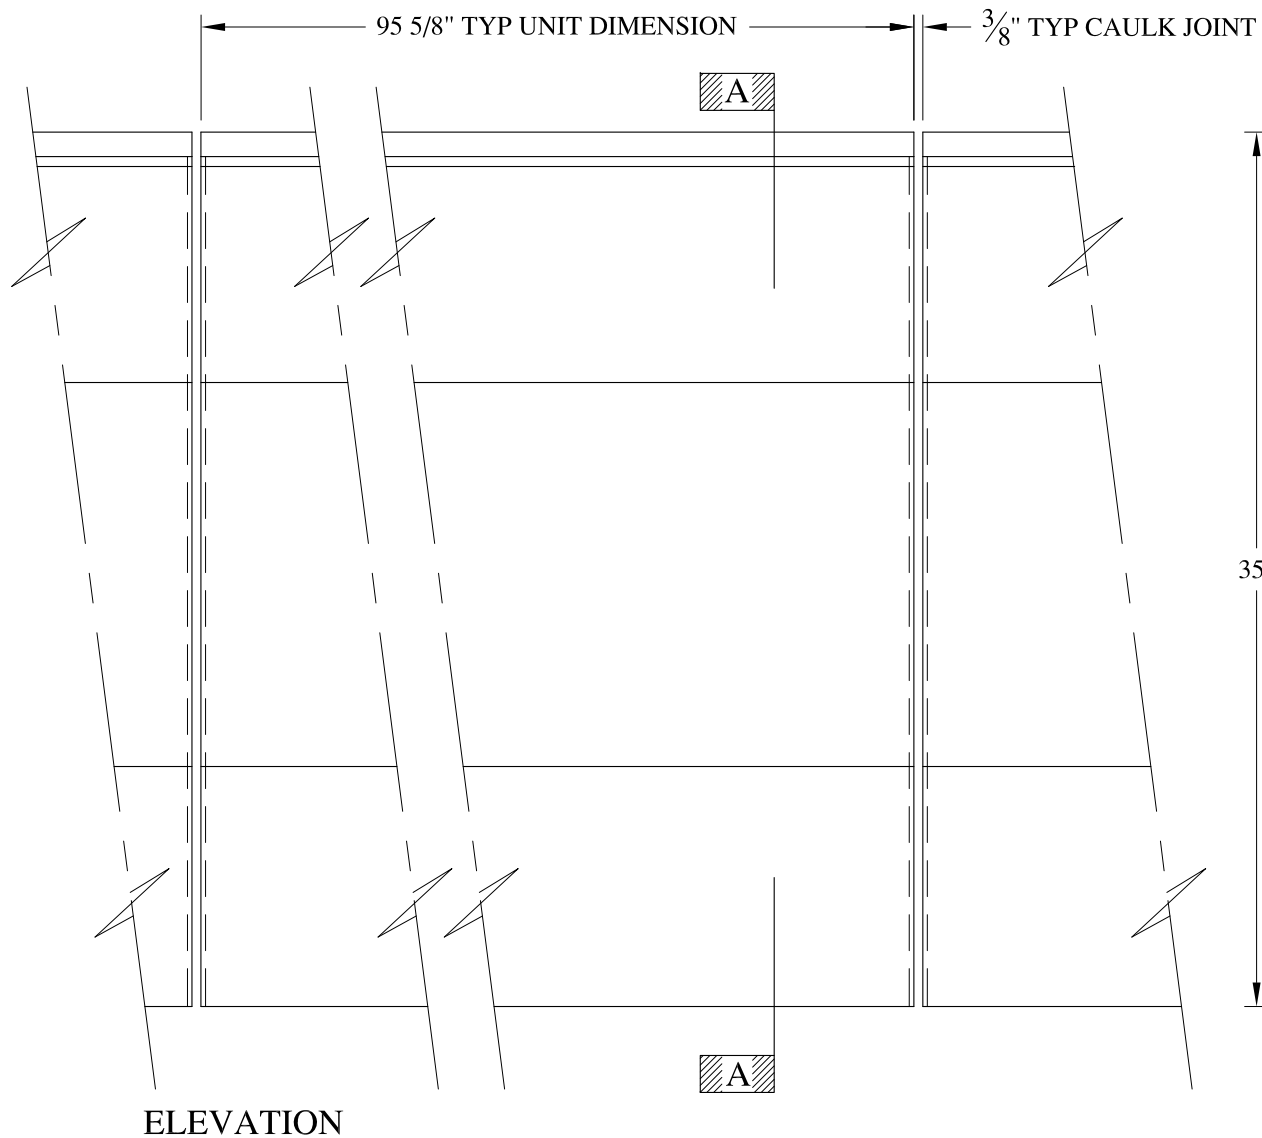 95 5/8" TYP UNIT DIMENSION
3/8" TYP CAULK JOINT
A
35
A
ELEVATION